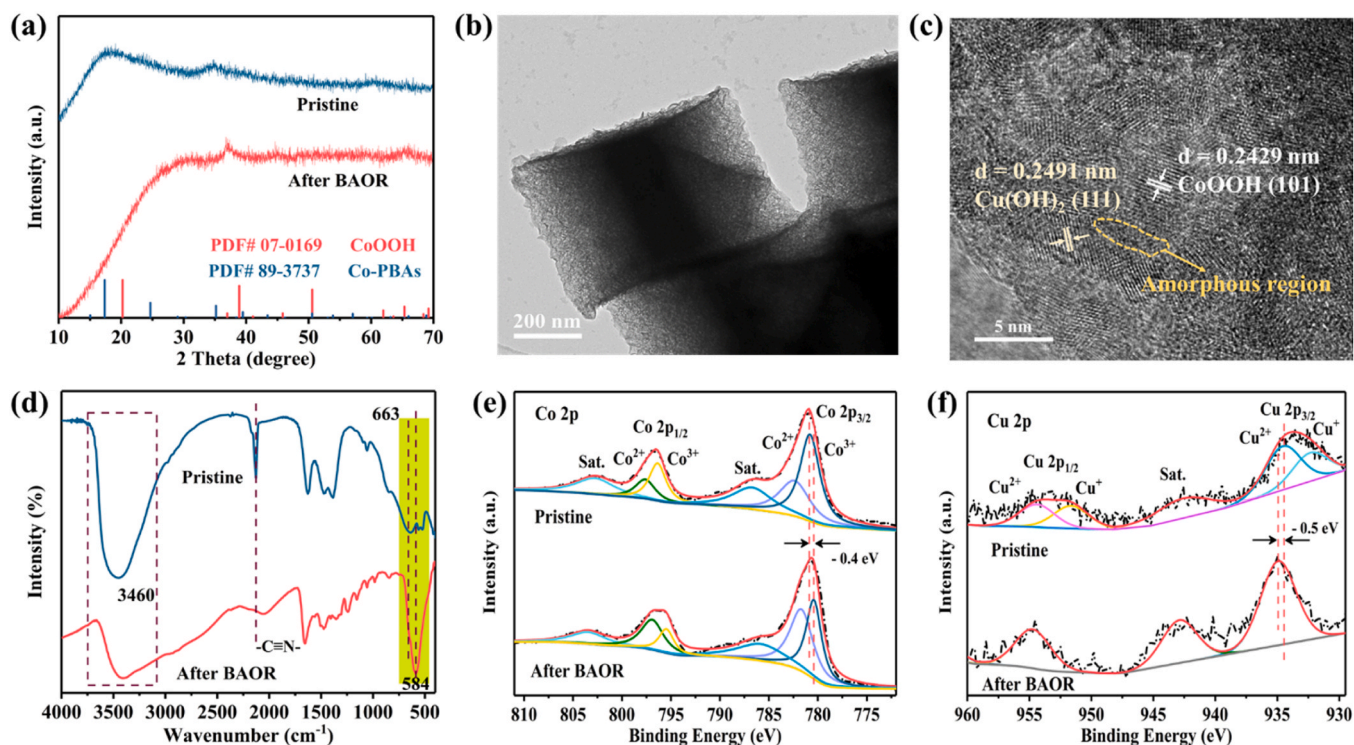 (a)
Intensity (a.u.)
Pristine
After BAOR
PDF# 07-0169 CoOOH
PDF# 89-3737 Co-PBAs
10 20 30 40 50 60 70
2 Theta (degree)
(b)
200 nm
(c)
d = 0.2491 nm
Cu(OH)₂ (111)
d = 0.2429 nm
CoOOH (101)
Amorphous region
5 nm
(d)
Intensity (%)
663
Pristine
3460
-C≡N-
After BAOR
584
4000 3500 3000 2500 2000 1500 1000 500
Wavenumber (cm⁻¹)
(e)
Intensity (a.u.)
Co 2p
Co 2p₃/₂
Co 2p₁/₂
Co²⁺
Co³⁺
Sat.
Co²⁺
Co³⁺
Sat.
Pristine
- 0.4 eV
After BAOR
810 805 800 795 790 785 780 775
Binding Energy (eV)
(f)
Intensity (a.u.)
Cu 2p
Cu 2p₃/₂
Cu²⁺
Cu⁺
Cu 2p₁/₂
Cu²⁺
Cu⁺
Sat.
Pristine
- 0.5 eV
After BAOR
960 955 950 945 940 935 930
Binding Energy (eV)